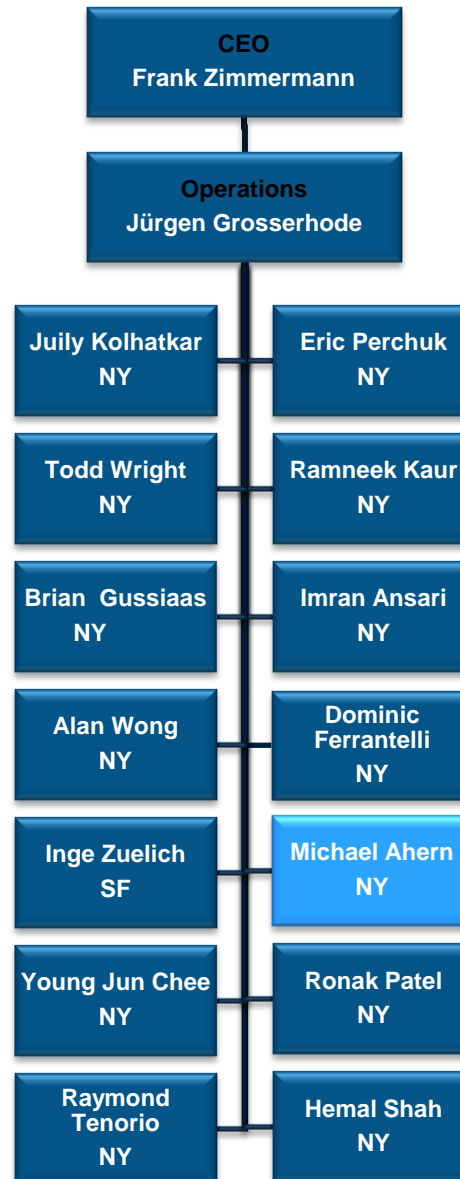 CEO
Frank Zimmermann
Operations
Jürgen Grosserhode
Juily Kolhatkar
NY
Eric Perchuk
NY
Todd Wright
NY
Ramneek Kaur
NY
Brian Gussiaas
NY
Imran Ansari
NY
Alan Wong
NY
Dominic
Ferrantelli
NY
Inge Zuelich
SF
Michael Ahern
NY
Young Jun Chee
NY
Ronak Patel
NY
Raymond
Tenorio
NY
Hemal Shah
NY